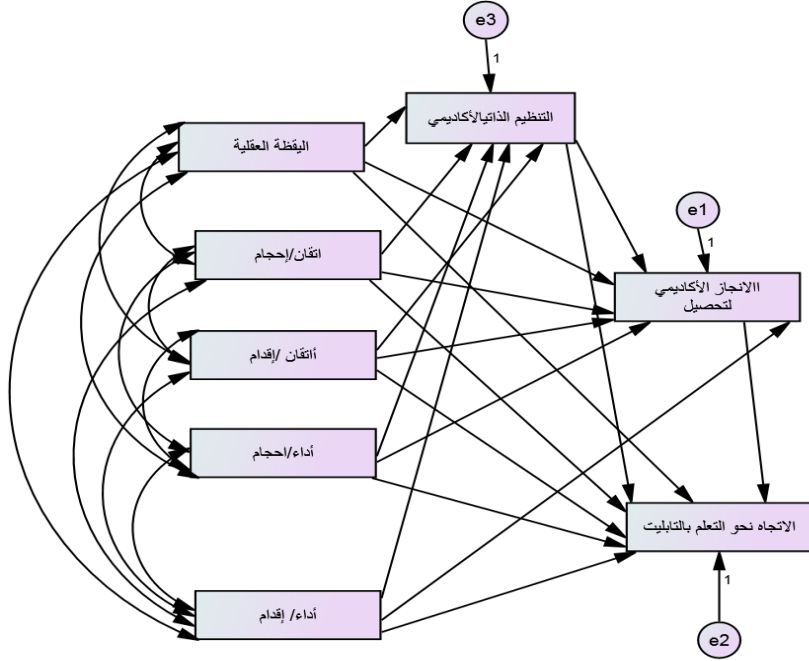 e3
1
التنظيم الذاتيالأكاديمي
اليقظة العقلية
e1
1
اتقان/إحجام
االانجاز الأكاديمي
لتحصيل
أاتقان /إقدام
أداء/احجام
الاتجاه نحو التعلم بالتابليت
1
أداء/ إقدام
e2